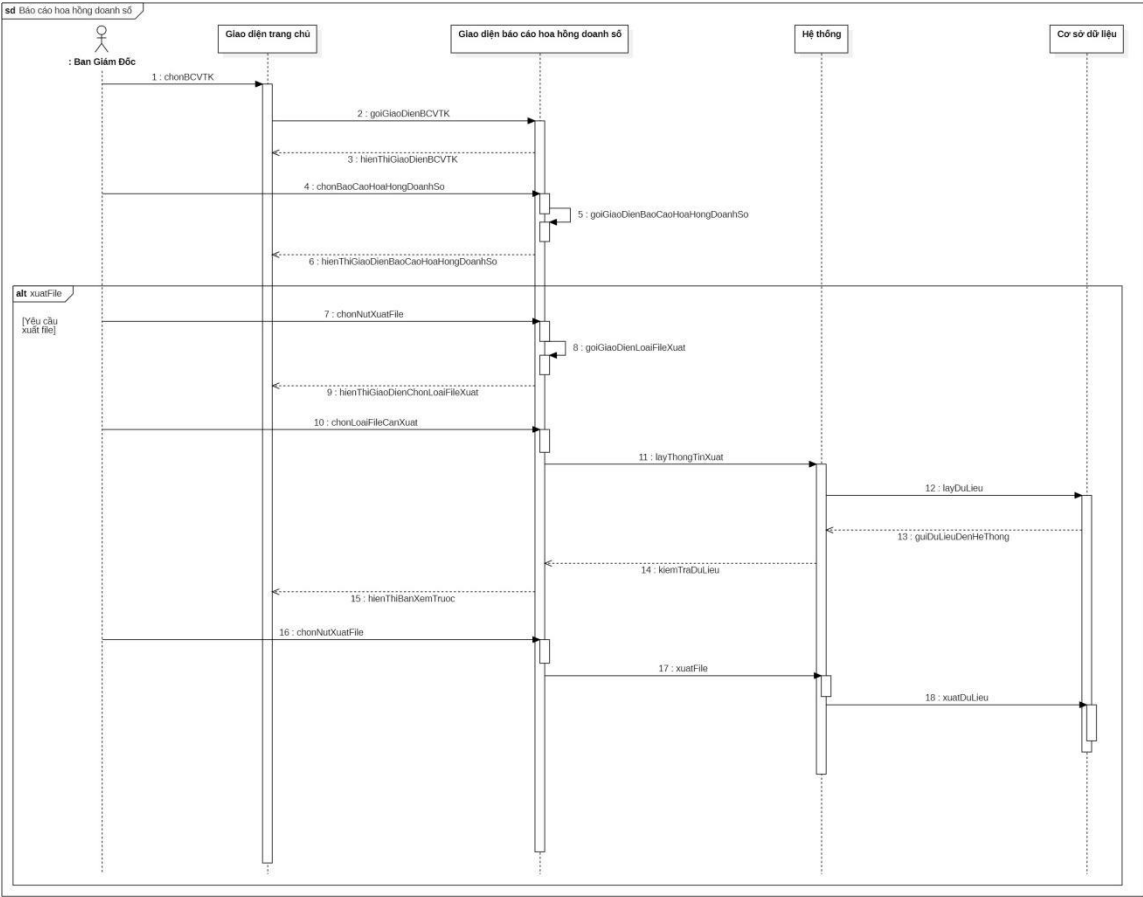 sd Báo cáo hoa hồng doanh số
: Ban Giám Đốc
Giao diện trang chủ
Giao diện báo cáo hoa hồng doanh số
Hệ thống
Cơ sở dữ liệu
1 : chonBCVTK
2 : goiGiaoDienBCVTK
3 : hienThiGiaoDienBCVTK
4 : chonBaoCaoHoaHongDoanhSo
5 : goiGiaoDienBaoCaoHoaHongDoanhSo
6 : hienThiGiaoDienBaoCaoHoaHongDoanhSo
alt xuatFile
[Yêu cầu
xuất file]
7 : chonNutXuatFile
8 : goiGiaoDienLoaiFileXuat
9 : hienThiGiaoDienChonLoaiFileXuat
10 : chonLoaiFileCanXuat
11 : layThongTinXuat
12 : layDuLieu
13 : guiDuLieuDenHeThong
14 : kiemTraDuLieu
15 : hienThiBanXemTruoc
16 : chonNutXuatFile
17 : xuatFile
18 : xuatDuLieu